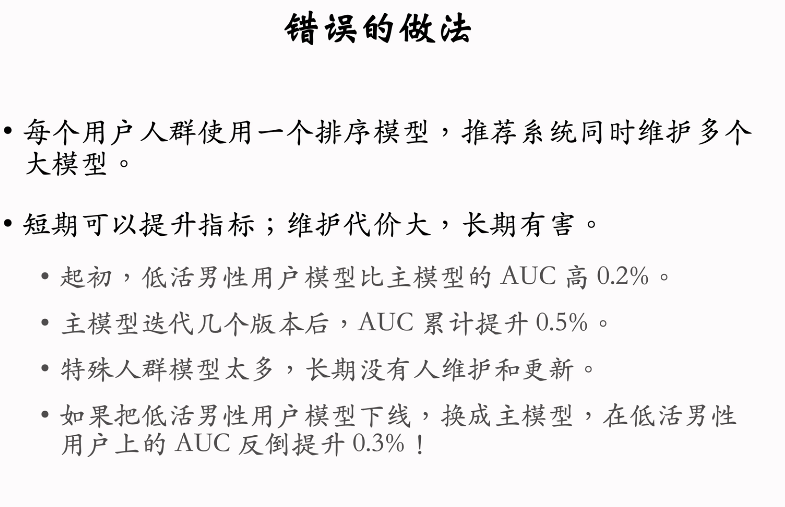 错误的做法
• 每个用户人群使用一个排序模型，推荐系统同时维护多个
大模型。
• 短期可以提升指标；维护代价大，长期有害。
• 起初，低活男性用户模型比主模型的 AUC 高 0.2%。
• 主模型迭代几个版本后，AUC 累计提升 0.5%。
• 特殊人群模型太多，长期没有人维护和更新。
• 如果把低活男性用户模型下线，换成主模型，在低活男性
用户上的 AUC 反倒提升 0.3%！